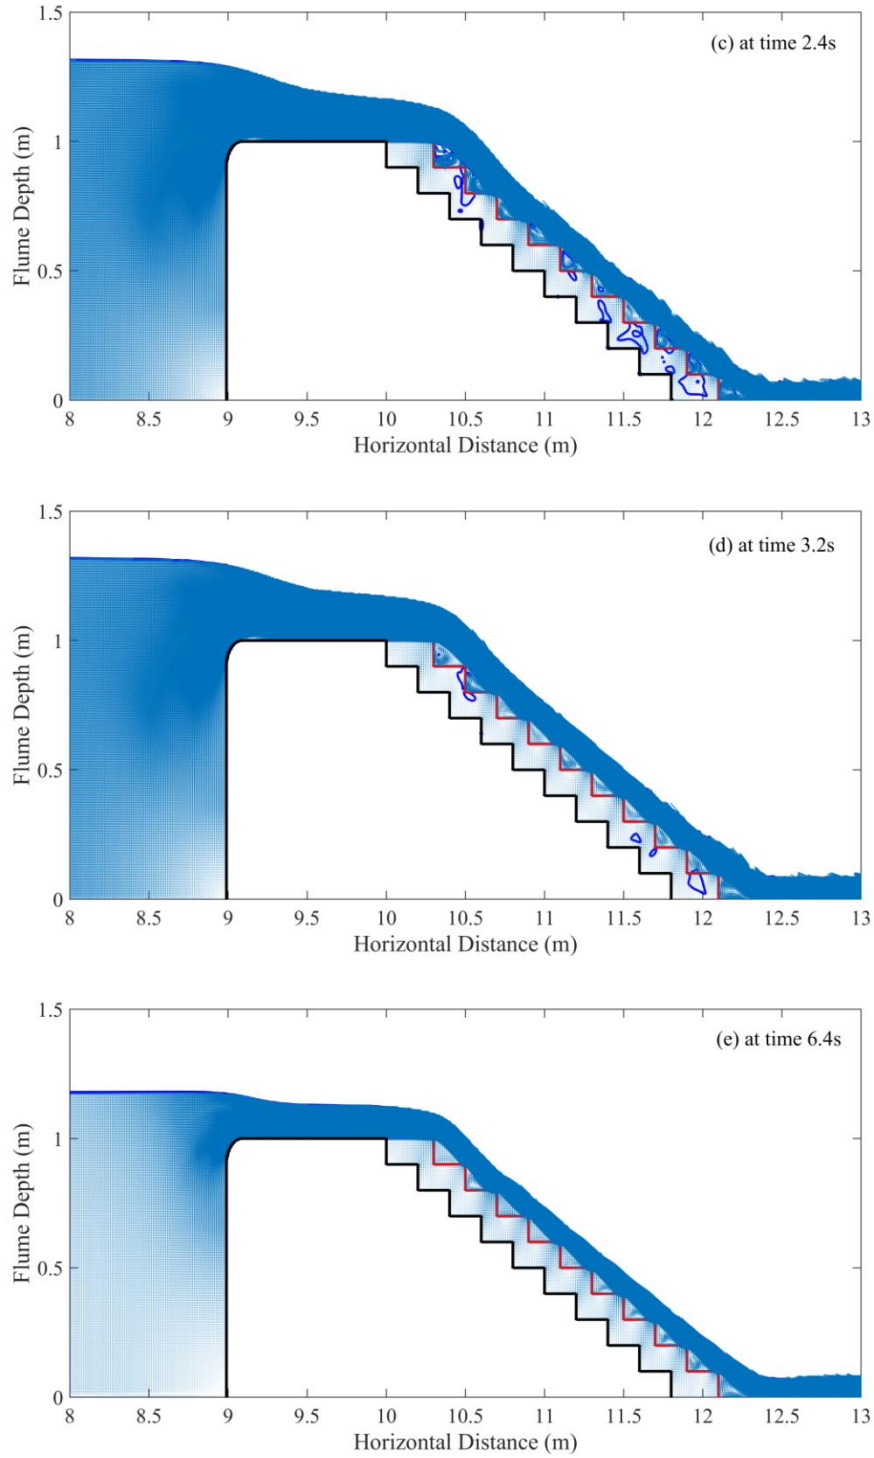 1.5
(c) at time 2.4s
1
Flume Depth (m)
0.5
0
8 8.5 9 9.5 10 10.5 11 11.5 12 12.5 13
Horizontal Distance (m)
1.5
(d) at time 3.2s
1
Flume Depth (m)
0.5
0
8 8.5 9 9.5 10 10.5 11 11.5 12 12.5 13
Horizontal Distance (m)
1.5
(e) at time 6.4s
1
Flume Depth (m)
0.5
0
8 8.5 9 9.5 10 10.5 11 11.5 12 12.5 13
Horizontal Distance (m)